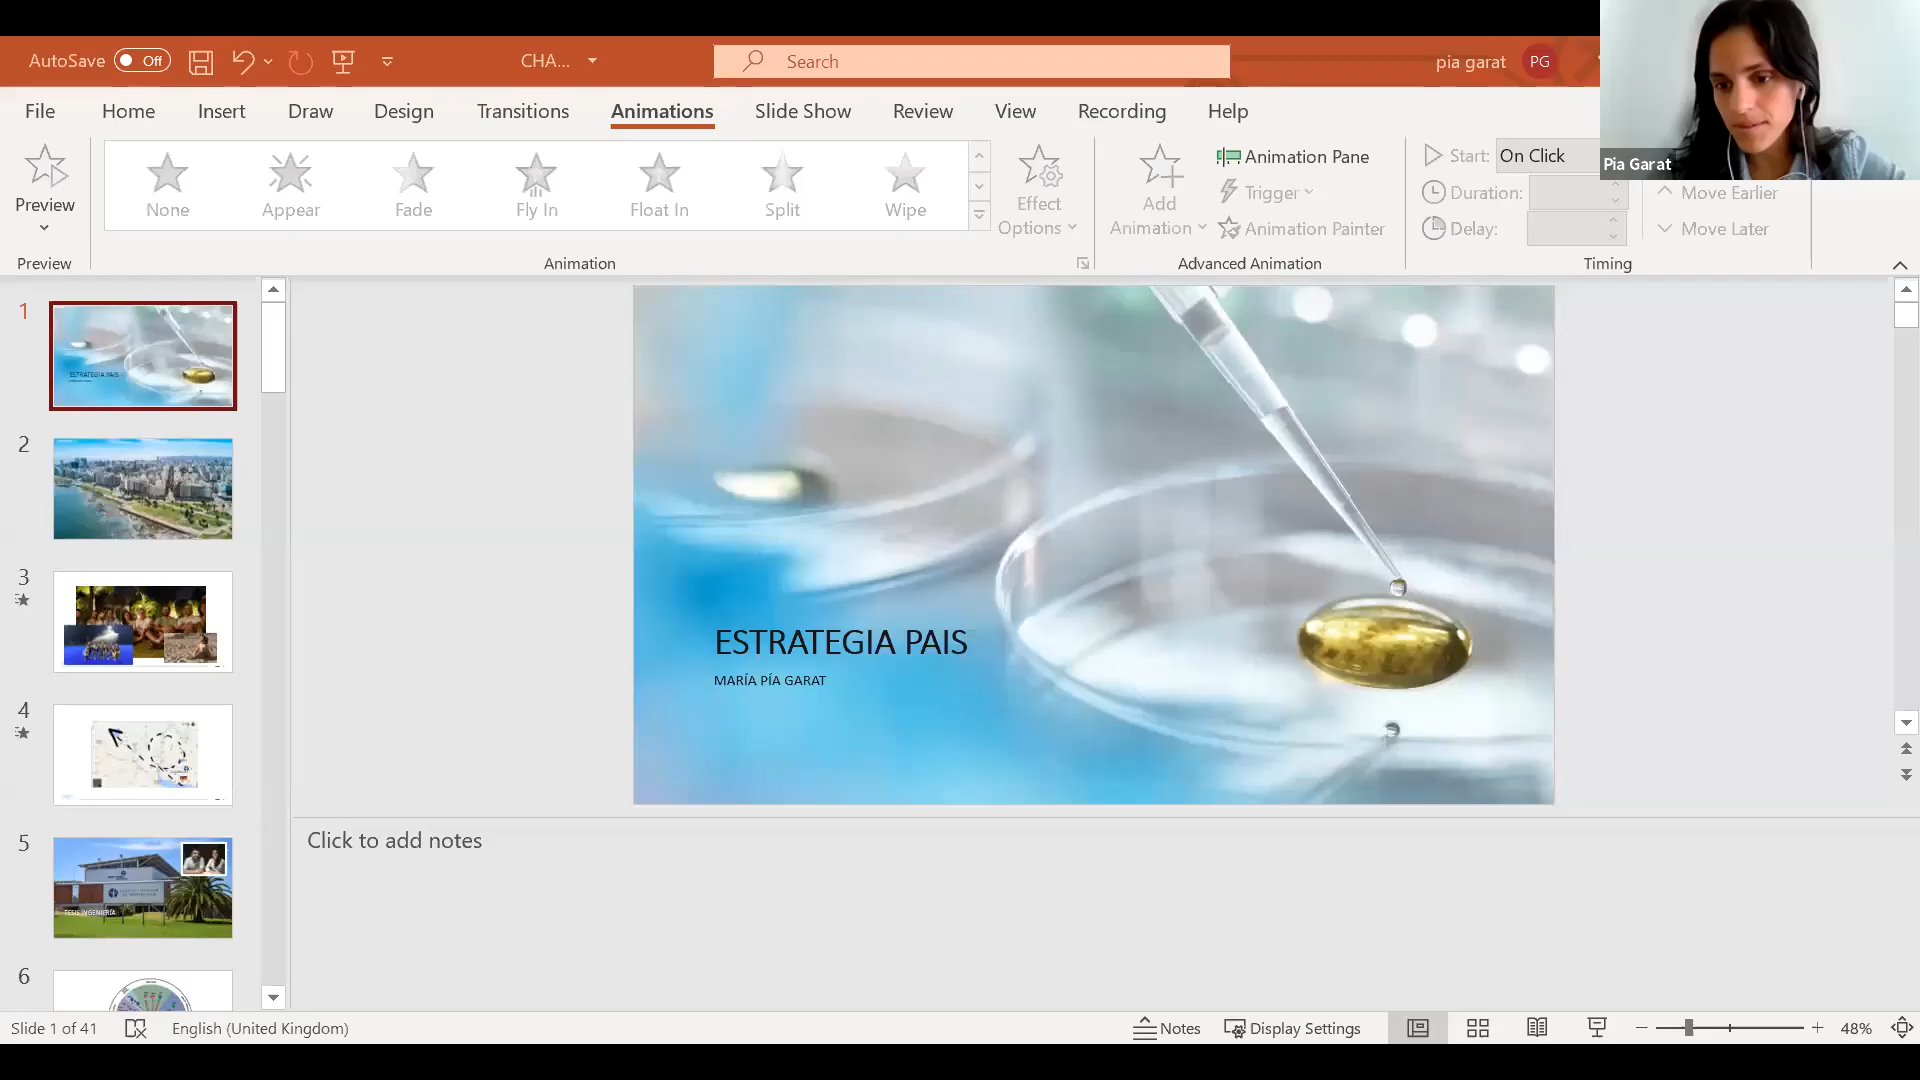 AutoSave Off
CHA...
Search
pia garat PG
File Home Insert Draw Design Transitions Animations Slide Show Review View Recording Help
Preview
None Appear Fade Fly In Float In Split Wipe
Effect Options
Add Animation
Animation Pane
Trigger
Animation Painter
Start: On Click
Duration:
Delay:
Move Earlier
Move Later
Pia Garat
Preview Animation Advanced Animation Timing
1
ESTRATEGIA PAIS
2
3
4
5
TESIS INGENIERÍA
6
ESTRATEGIA PAIS
MARÍA PÍA GARAT
Click to add notes
Slide 1 of 41 English (United Kingdom) Notes Display Settings 48%